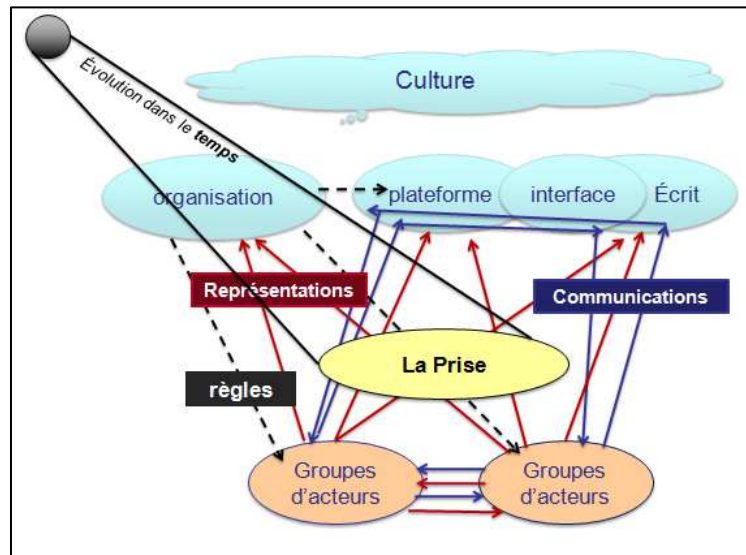 Évolution dans le temps
Culture
organisation
plateforme
interface
Écrit
Représentations
Communications
La Prise
règles
Groupes
d'acteurs
Groupes
d'acteurs